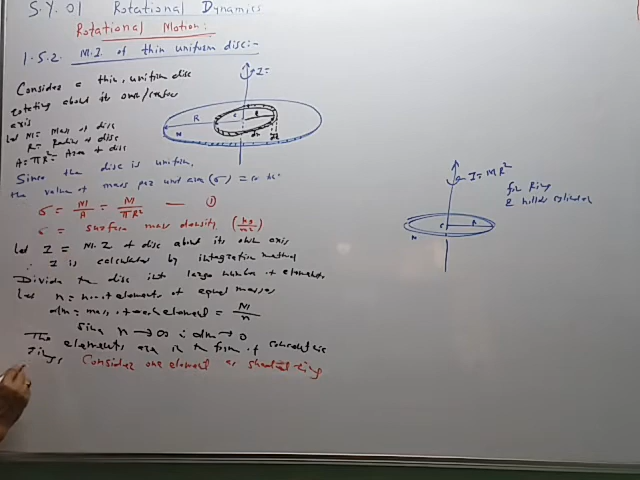 S.Y. 01 Rotational Dynamics
Rotational Motion:
1.5.2. M.I. of thin uniform disc:-
Consider a thin, uniform disc
rotating about its own/center
axis
Let M = Mass of disc
R = Radius of disc
A = πR² = Area of disc
Since the disc is uniform,
the value of mass per unit area (σ) =
σ = M/A = M/πR² — ①
σ = surface mass density (kg/m²)
Let I = M.I of disc about its own axis
∴ I is calculated by integration method
Divide the disc into large number of elements
Let n = no. of elements of equal masses
dm = mass of each element = M/n
Since n → ∞ ∴ dm → 0
The elements are in the form of concentric
rings Consider one element as shaded ring
I =
R
C
M
dr
I = MR²
for Ring
& hollow cylinder
C
R
M